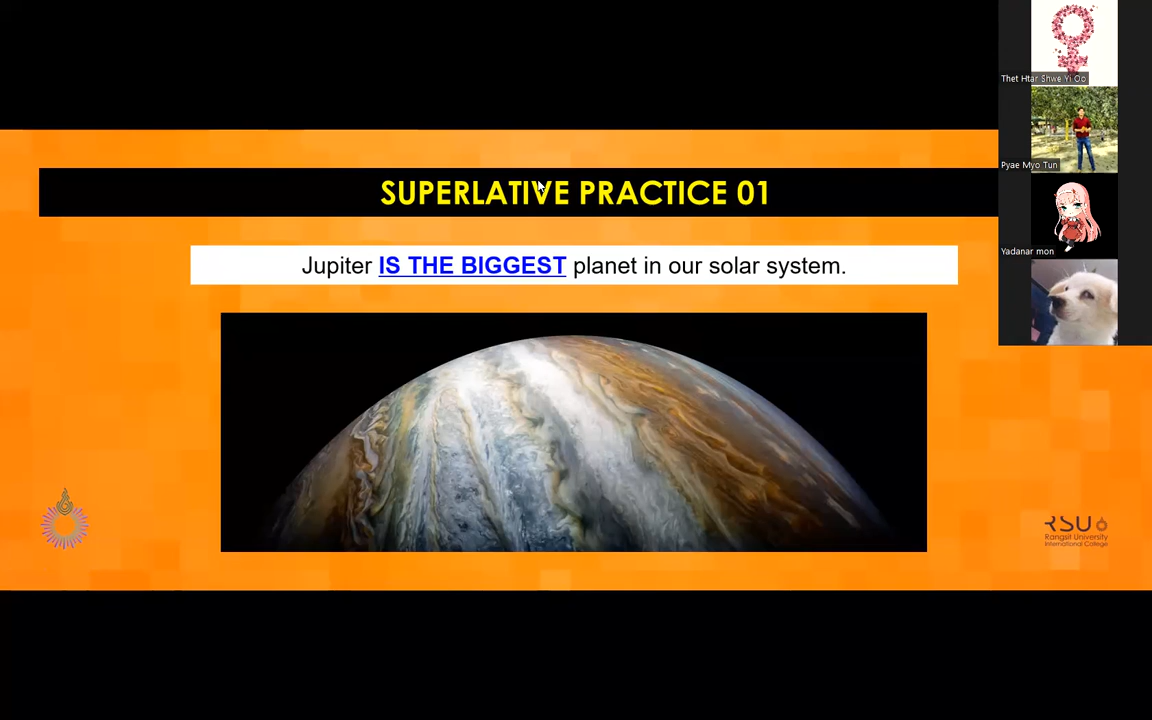 SUPERLATIVE PRACTICE 01
Jupiter IS THE BIGGEST planet in our solar system.
Thet Htar Shwe Yi Oo
Pyae Myo Tun
Yadanar mon
RSU
Rangsit University
International College